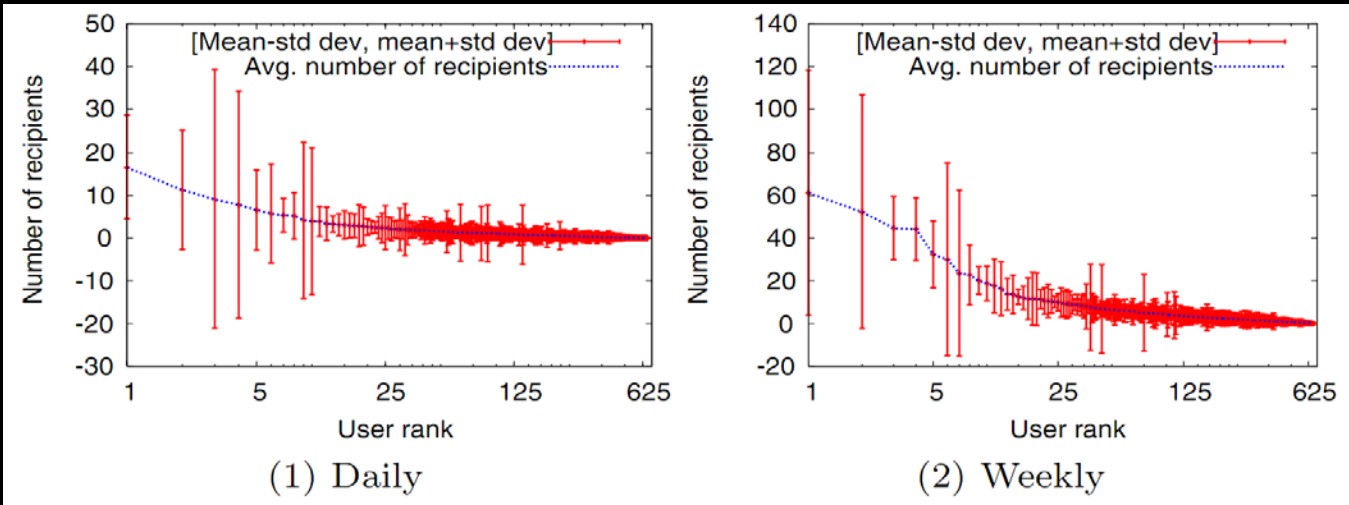 50
40
30
20
10
0
-10
-20
-30
Number of recipients
[Mean-std dev, mean+std dev]
Avg. number of recipients
1 5 25 125 625
User rank
(1) Daily
140
120
100
80
60
40
20
0
-20
Number of recipients
[Mean-std dev, mean+std dev]
Avg. number of recipients
1 5 25 125 625
User rank
(2) Weekly